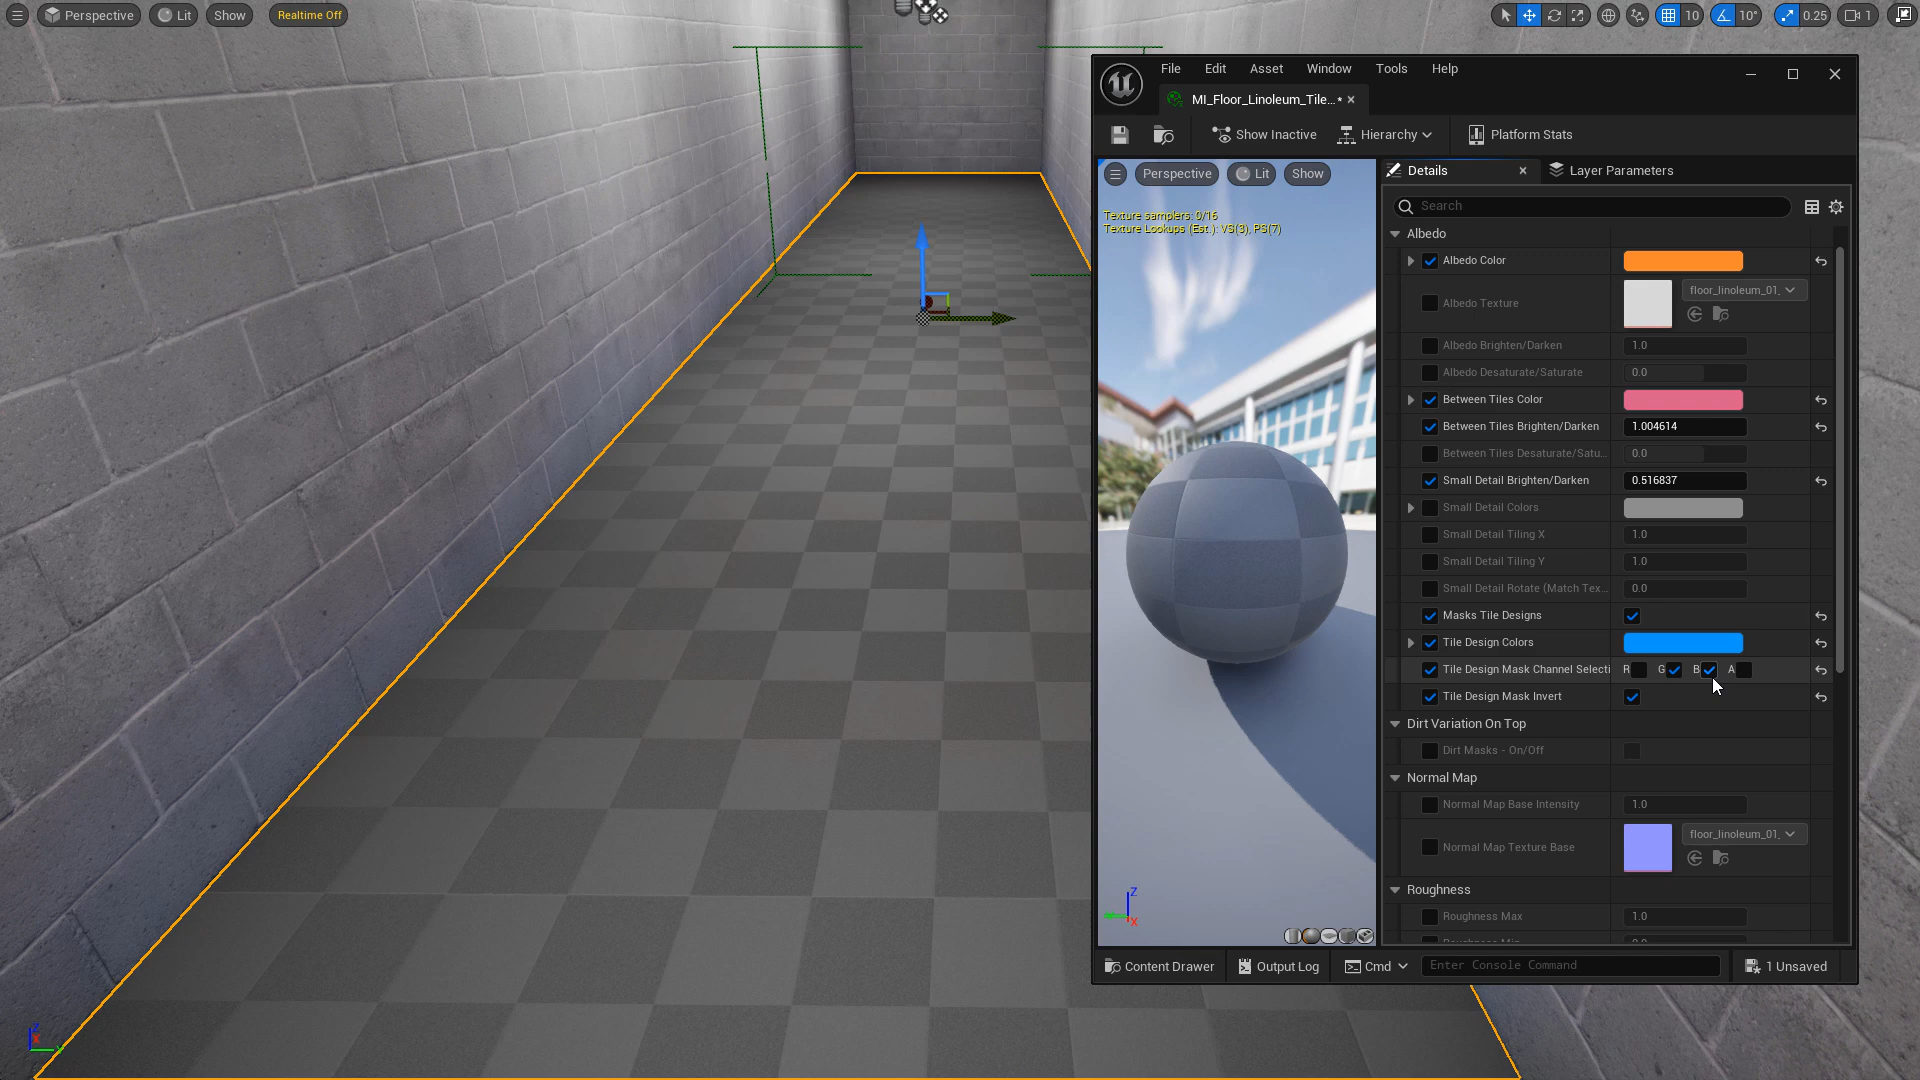 Perspective
Lit
Show
Realtime Off
10
10°
0.25
1
File
Edit
Asset
Window
Tools
Help
MI_Floor_Linoleum_Tile...*
Show Inactive
Hierarchy
Platform Stats
Perspective
Lit
Show
Texture samplers: 0/16
Texture Lookups (Est.): VS(3), PS(7)
Details
Layer Parameters
Search
Albedo
Albedo Color
Albedo Texture
floor_linoleum_01_
Albedo Brighten/Darken
1.0
Albedo Desaturate/Saturate
0.0
Between Tiles Color
Between Tiles Brighten/Darken
1.004614
Between Tiles Desaturate/Satu...
0.0
Small Detail Brighten/Darken
0.516837
Small Detail Colors
Small Detail Tiling X
1.0
Small Detail Tiling Y
1.0
Small Detail Rotate (Match Tex...
0.0
Masks Tile Designs
Tile Design Colors
Tile Design Mask Channel Selecti
R G B A
Tile Design Mask Invert
Dirt Variation On Top
Dirt Masks - On/Off
Normal Map
Normal Map Base Intensity
1.0
Normal Map Texture Base
floor_linoleum_01_
Roughness
Roughness Max
1.0
Z
X
Z
X
Y
Content Drawer
Output Log
Cmd
Enter Console Command
1 Unsaved